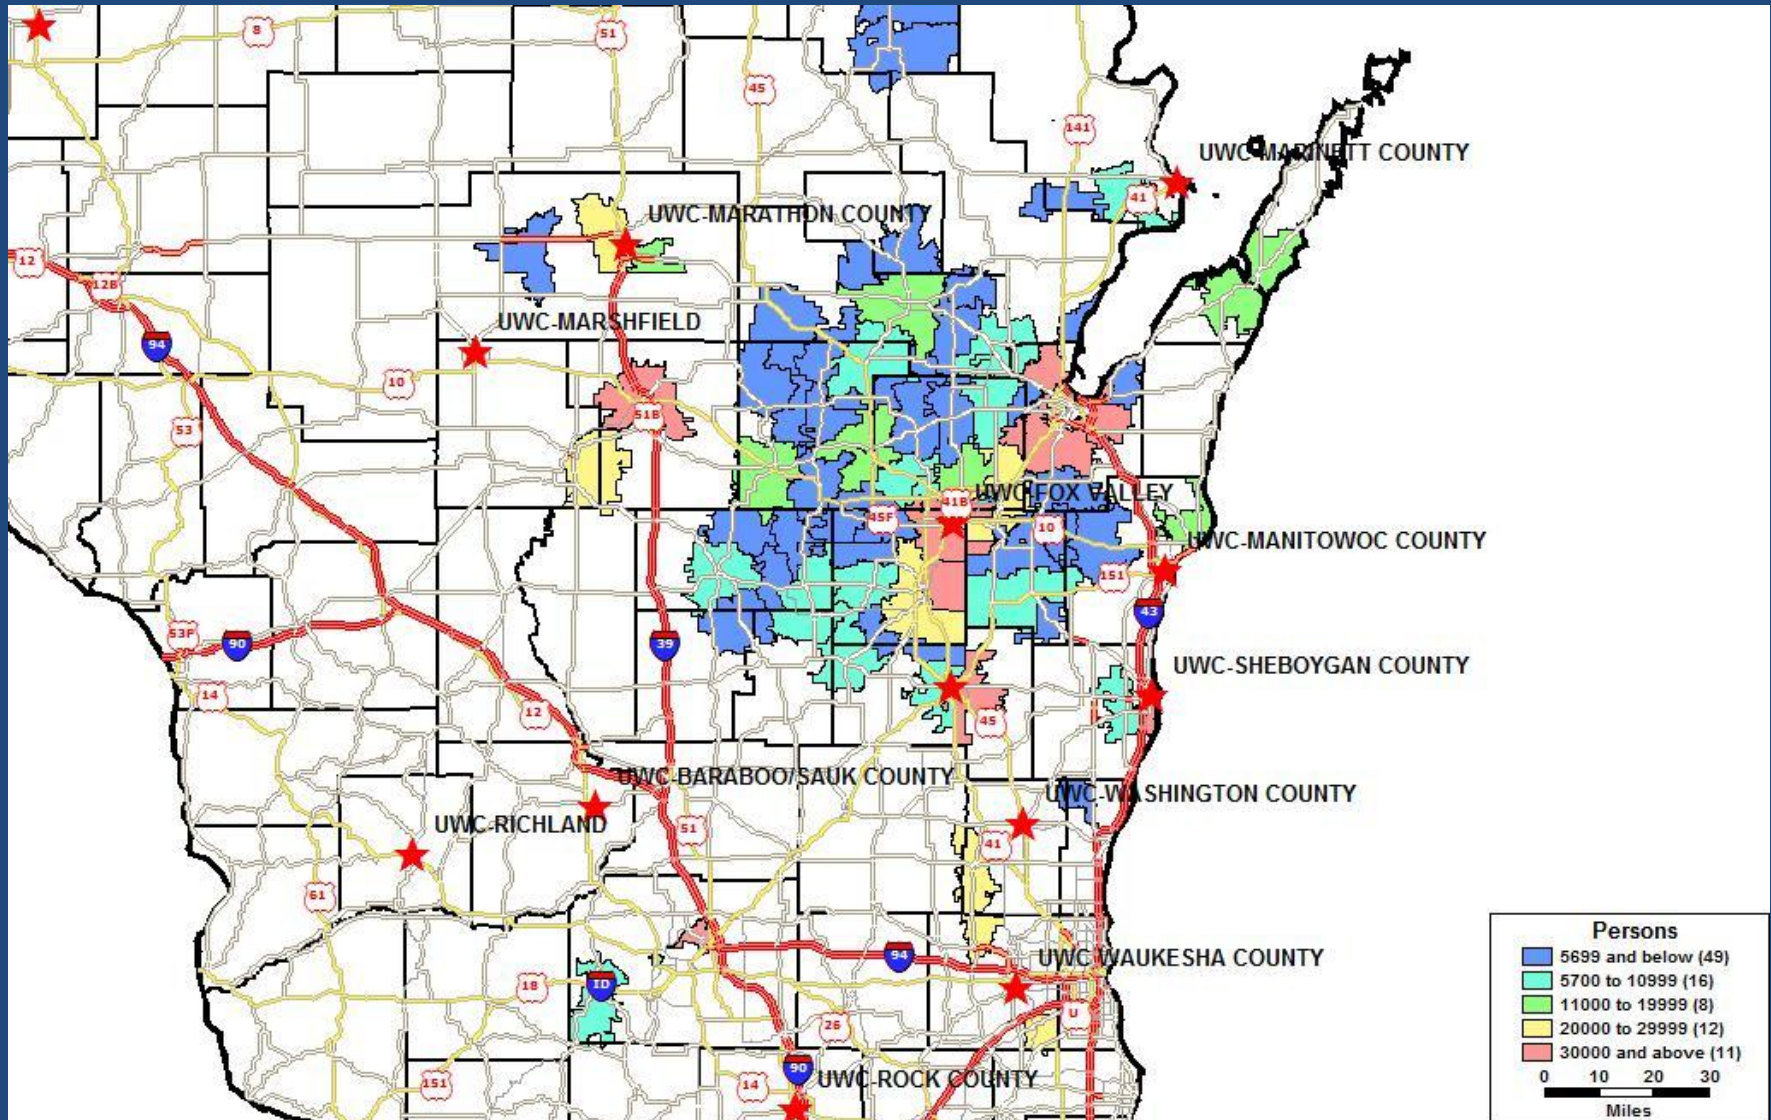 8
51
45
141
UWC-MARINETT COUNTY
41
UWC-MARATHON COUNTY
12
12B
UWC-MARSHFIELD
94
10
51B
53
UWC-FOX VALLEY
41B
45F
10
UWC-MANITOWOC COUNTY
151
43
53P
90
39
UWC-SHEBOYGAN COUNTY
14
12
45
UWC-BARABOO/SAUK COUNTY
UWC-WASHINGTON COUNTY
UWC-RICHLAND
51
41
61
94
UWC WAUKESHA COUNTY
18
ID
U
26
90
UWC-ROCK COUNTY
151
14
Persons
5699 and below (49)
5700 to 10999 (16)
11000 to 19999 (8)
20000 to 29999 (12)
30000 and above (11)
0 10 20 30
Miles